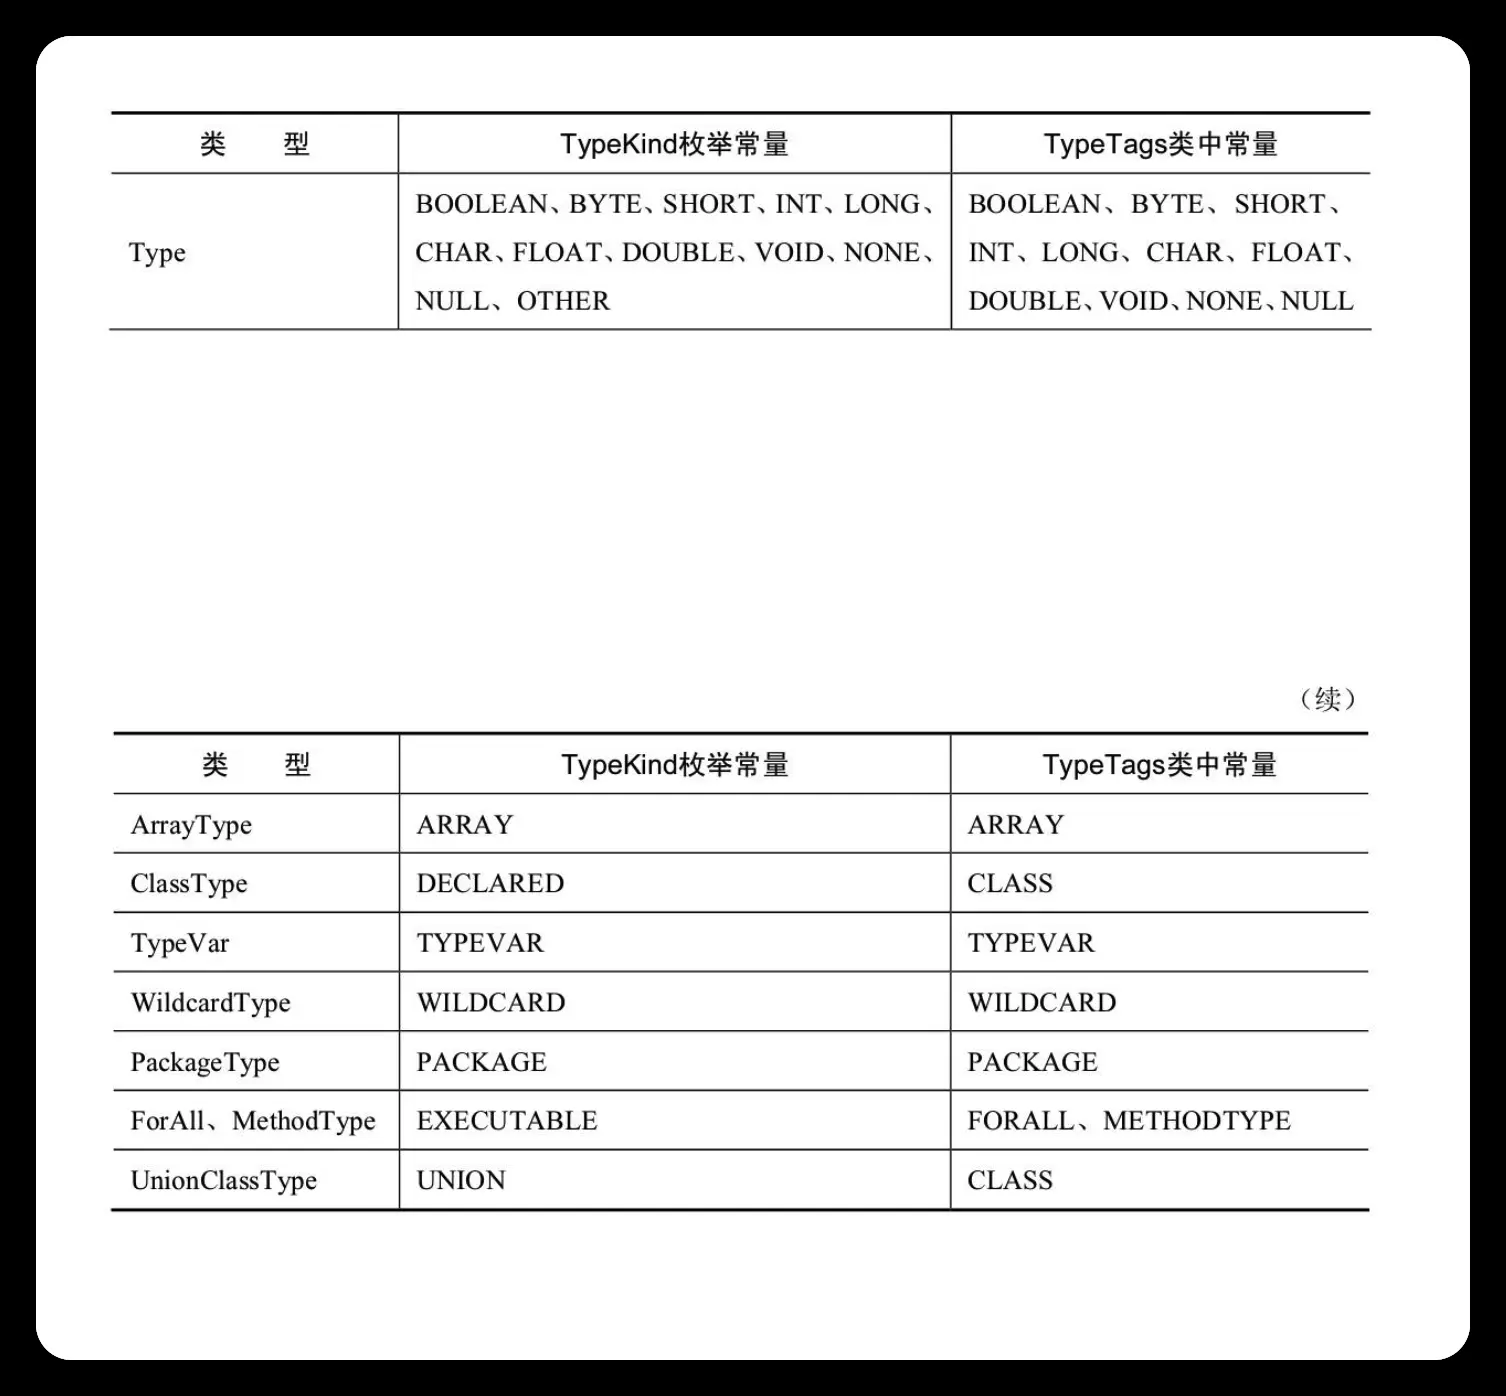 类 型 TypeKind枚举常量 TypeTags类中常量
Type
BOOLEAN、BYTE、SHORT、INT、LONG、
CHAR、FLOAT、DOUBLE、VOID、NONE、
NULL、OTHER
BOOLEAN、BYTE、SHORT、
INT、LONG、CHAR、FLOAT、
DOUBLE、VOID、NONE、NULL
（续）
类 型 TypeKind枚举常量 TypeTags类中常量
ArrayType ARRAY ARRAY
ClassType DECLARED CLASS
TypeVar TYPEVAR TYPEVAR
WildcardType WILDCARD WILDCARD
PackageType PACKAGE PACKAGE
ForAll、MethodType EXECUTABLE FORALL、METHODTYPE
UnionClassType UNION CLASS